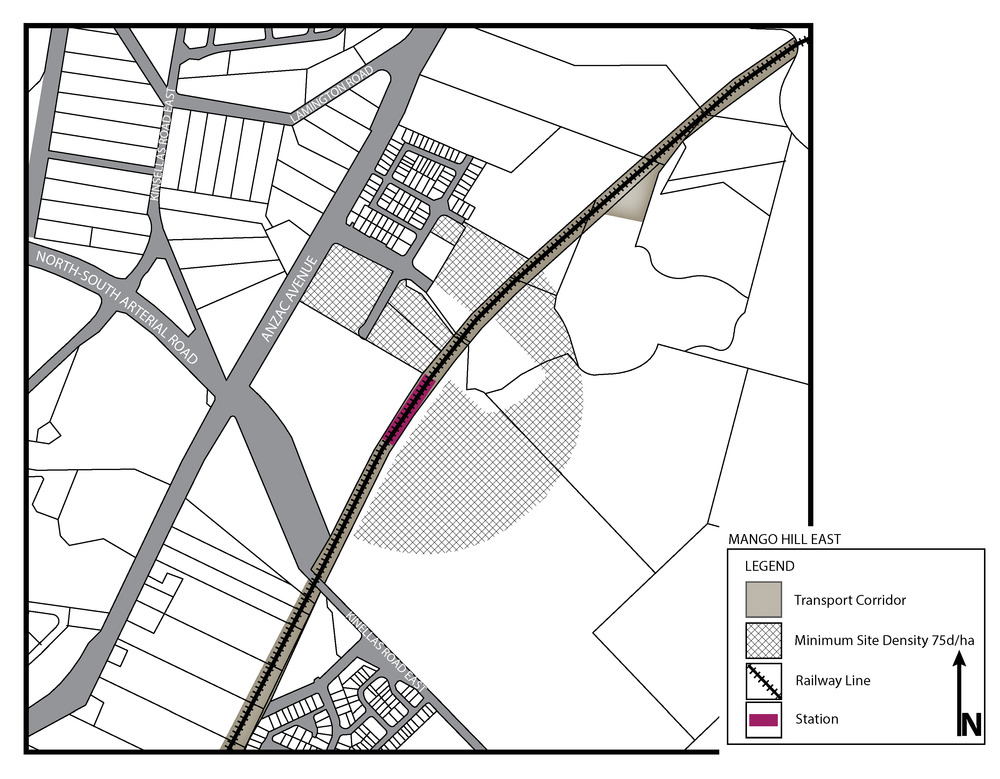 LAMINGTON ROAD
KINSELLAS ROAD EAST
NORTH-SOUTH ARTERIAL ROAD
ANZAC AVENUE
KINELLAS ROAD EAST
MANGO HILL EAST
LEGEND
Transport Corridor
Minimum Site Density 75d/ha
Railway Line
Station
N